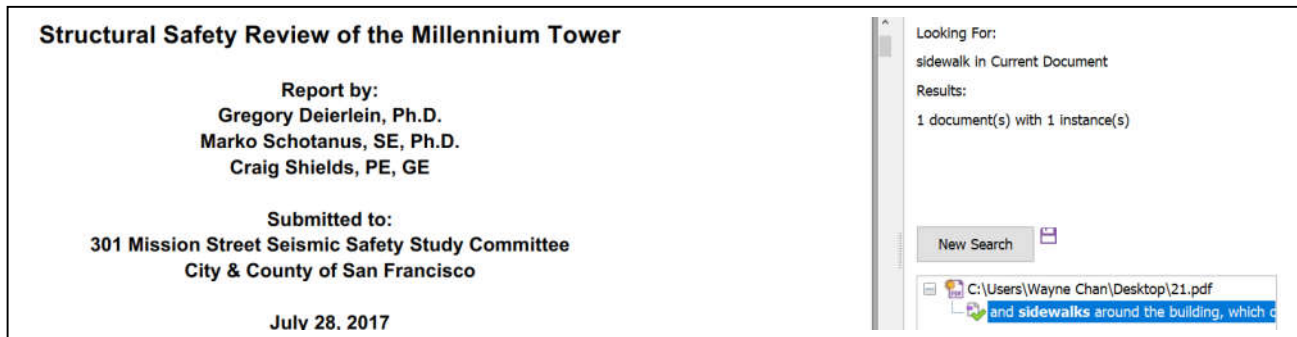 Structural Safety Review of the Millennium Tower
Report by:
Gregory Deierlein, Ph.D.
Marko Schotanus, SE, Ph.D.
Craig Shields, PE, GE
Submitted to:
301 Mission Street Seismic Safety Study Committee
City & County of San Francisco
July 28, 2017
Looking For:
sidewalk in Current Document
Results:
1 document(s) with 1 instance(s)
New Search
C:\Users\Wayne Chan\Desktop\21.pdf
and sidewalks around the building, which